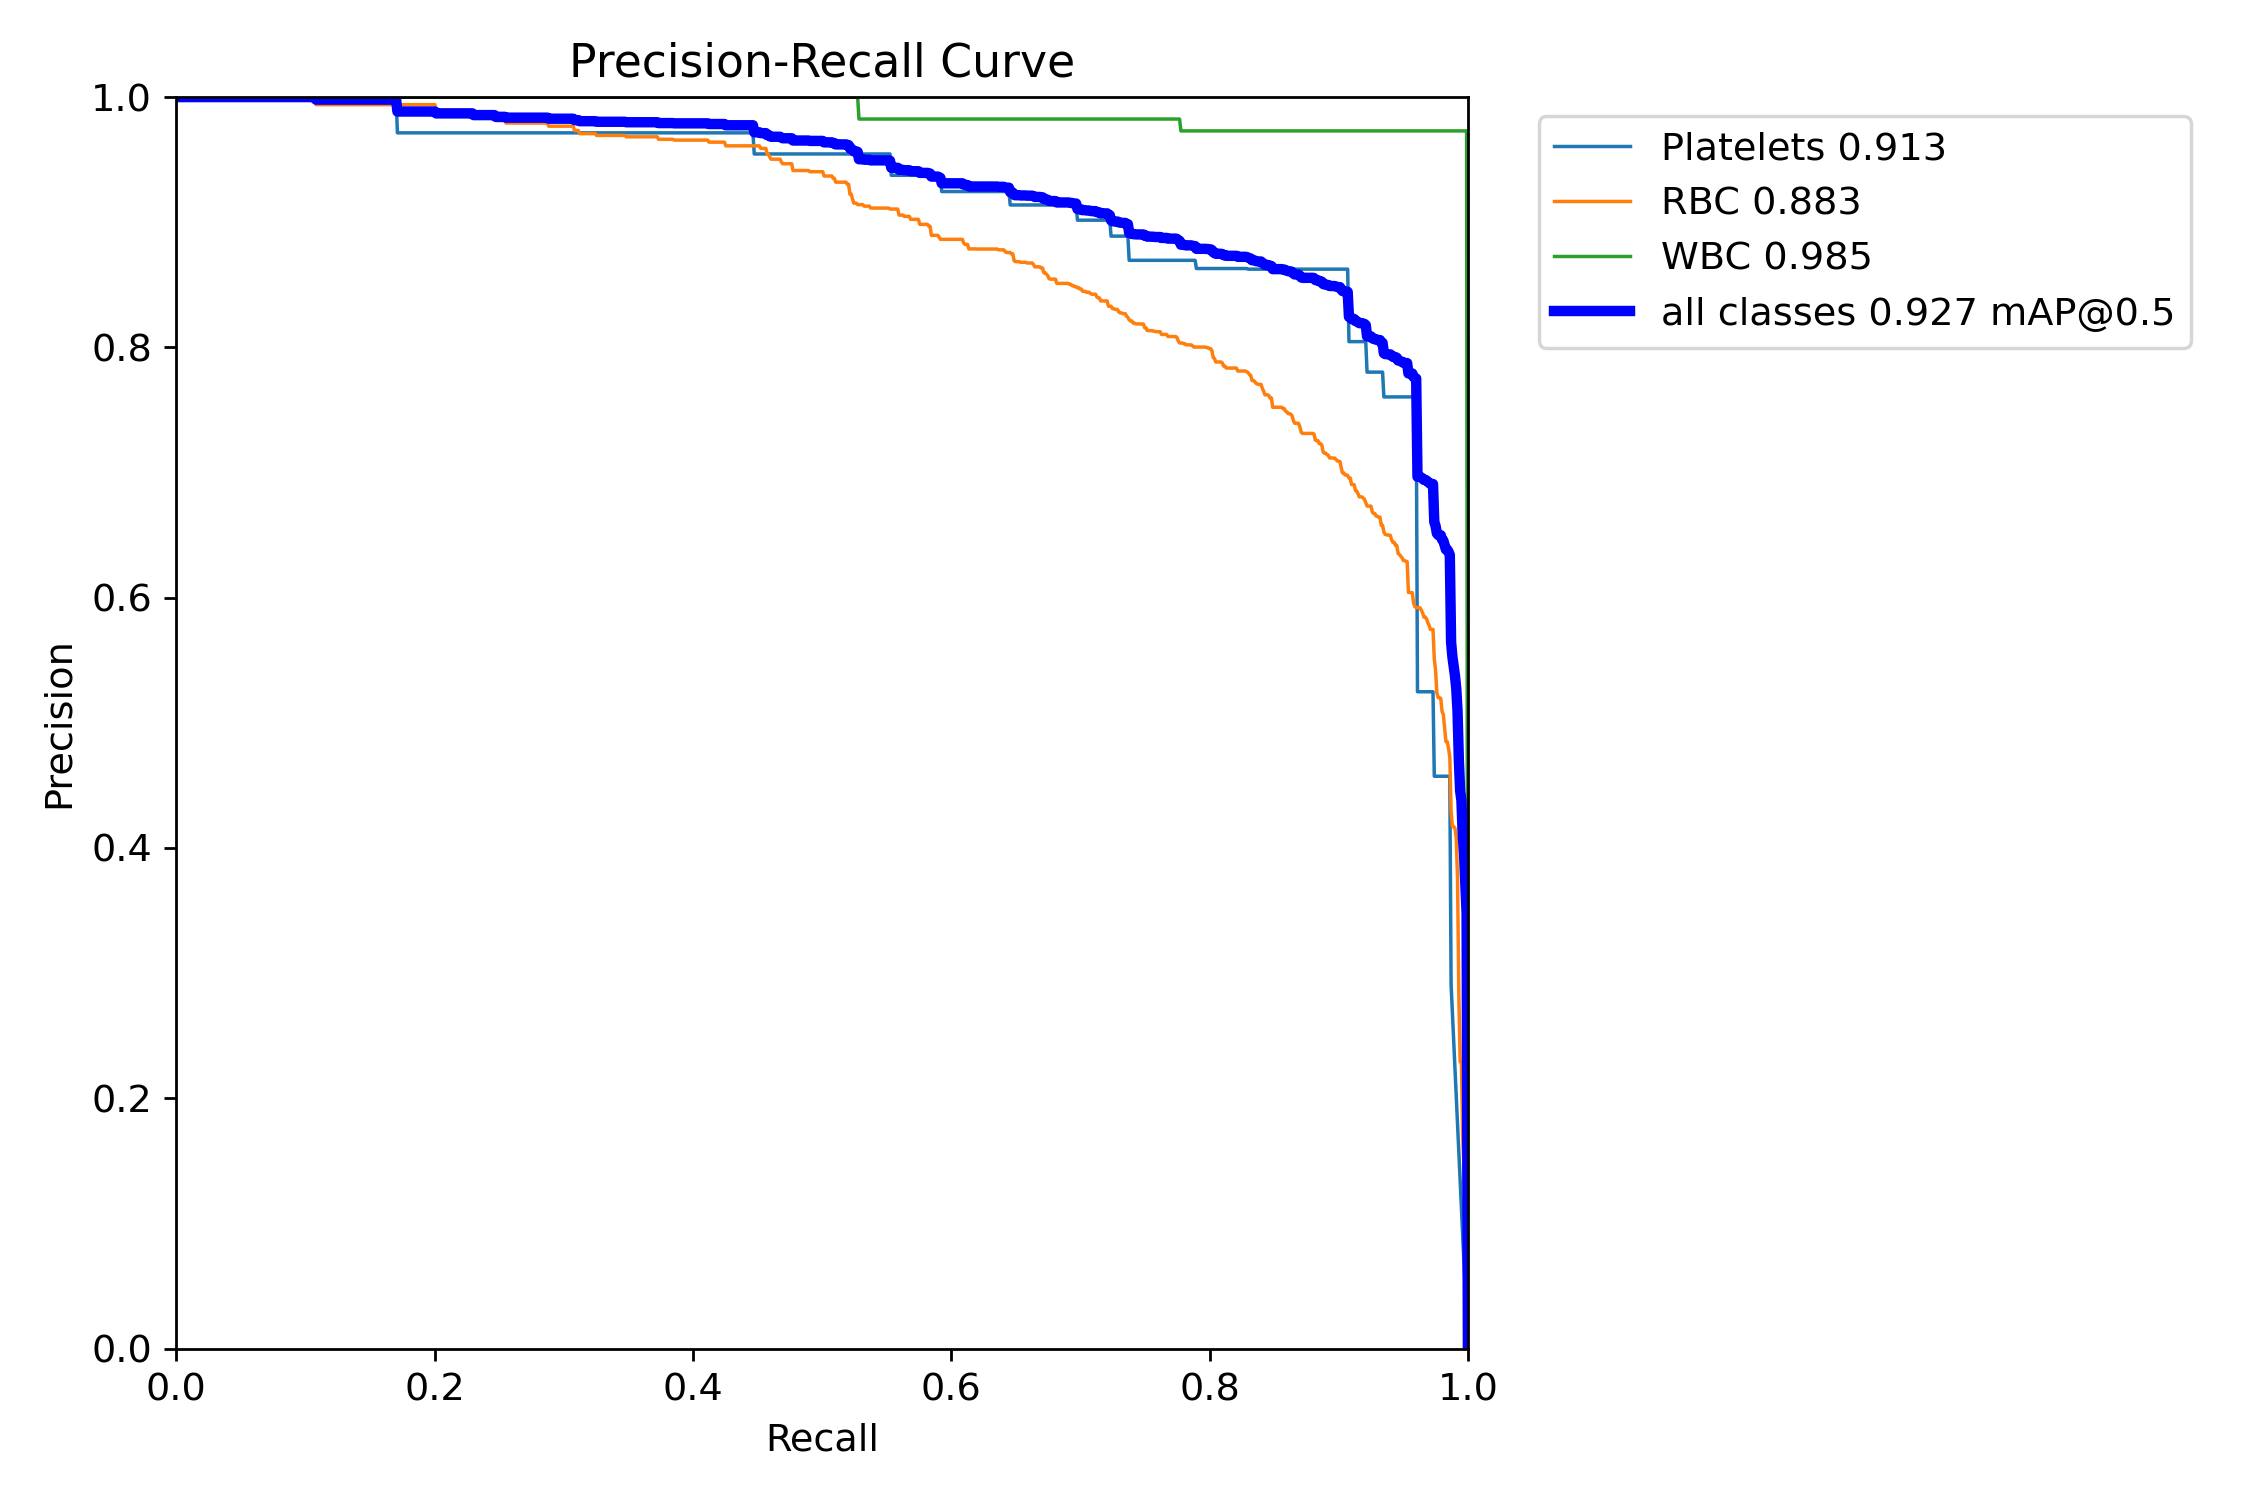 Precision-Recall Curve
1.0
0.8
0.6
0.4
0.2
0.0
Precision
0.0 0.2 0.4 0.6 0.8 1.0
Recall
Platelets 0.913
RBC 0.883
WBC 0.985
all classes 0.927 mAP@0.5